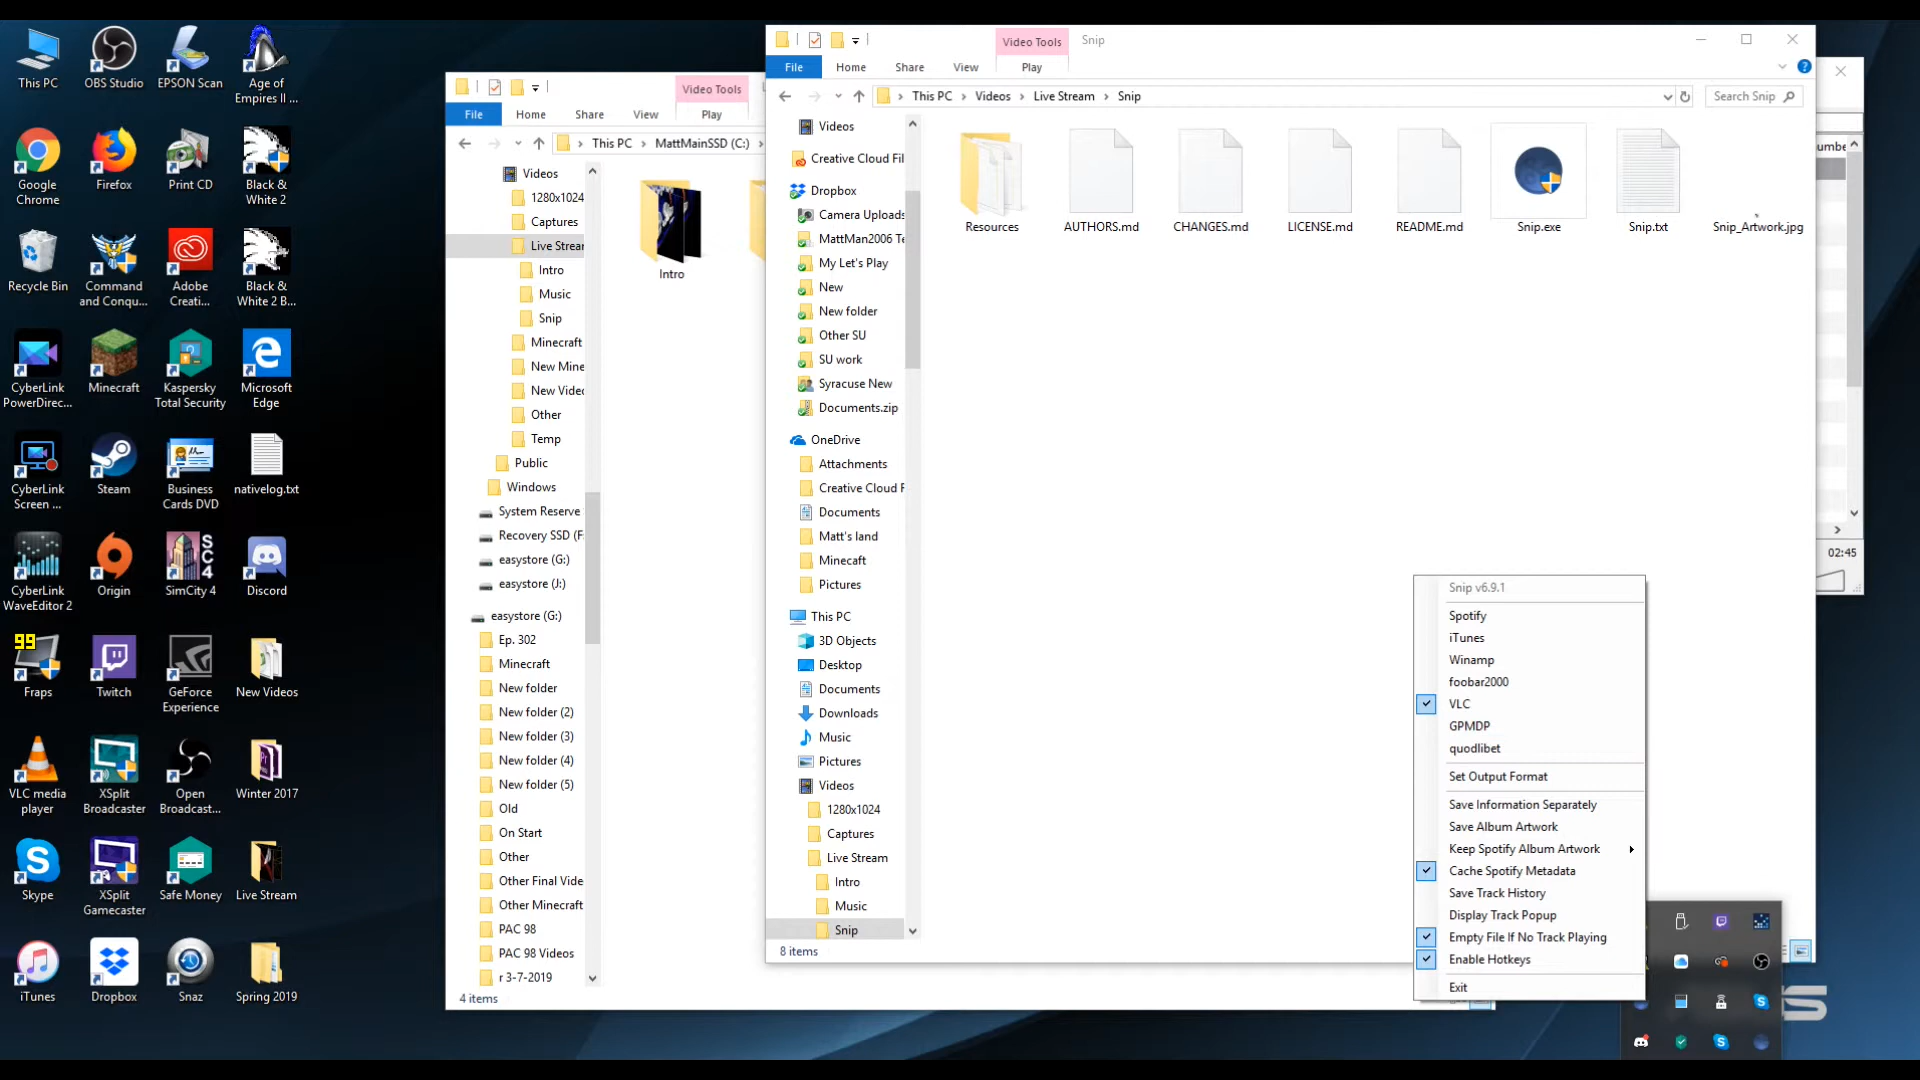 This PC
OBS Studio
EPSON Scan
Age of
Empires II ...
Google
Chrome
Firefox
Print CD
Black &
White 2
Recycle Bin
Command
and Conqu...
Adobe
Creati...
Black &
White 2 B...
CyberLink
PowerDirec...
Minecraft
Kaspersky
Total Security
Microsoft
Edge
CyberLink
Screen ...
Steam
Business
Cards DVD
nativelog.txt
CyberLink
WaveEditor 2
Origin
SimCity 4
Discord
99
Fraps
Twitch
GeForce
Experience
New Videos
VLC media
player
XSplit
Broadcaster
Open
Broadcast...
Winter 2017
Skype
XSplit
Gamecaster
Safe Money
Live Stream
iTunes
Dropbox
Snaz
Spring 2019
Video Tools
File
Home
Share
View
Play
This PC > MattMainSSD (C:) >
Videos
1280x1024
Captures
Live Strear
Intro
Music
Snip
Minecraft
New Mine
New Videc
Other
Temp
Public
Windows
System Reserve
Recovery SSD (F:
easystore (G:)
easystore (J:)
easystore (G:)
Ep. 302
Minecraft
New folder
New folder (2)
New folder (3)
New folder (4)
New folder (5)
Old
On Start
Other
Other Final Vide
Other Minecraft
PAC 98
PAC 98 Videos
r 3-7-2019
4 items
Intro
Video Tools
Snip
File
Home
Share
View
Play
This PC > Videos > Live Stream > Snip
Search Snip
Videos
Creative Cloud Fil
Dropbox
Camera Uploads
MattMan2006 Te
My Let's Play
New
New folder
Other SU
SU work
Syracuse New
Documents.zip
OneDrive
Attachments
Creative Cloud F
Documents
Matt's land
Minecaft
Pictures
This PC
3D Objects
Desktop
Documents
Downloads
Music
Pictures
Videos
1280x1024
Captures
Live Stream
Intro
Music
Snip
8 items
Resources
AUTHORS.md
CHANGES.md
LICENSE.md
README.md
Snip.exe
Snip.txt
Snip_Artwork.jpg
umbe
02:45
Snip v6.9.1
Spotify
iTunes
Winamp
foobar2000
VLC
GPMDP
quodlibet
Set Output Format
Save Information Separately
Save Album Artwork
Keep Spotify Album Artwork
Cache Spotify Metadata
Save Track History
Display Track Popup
Empty File If No Track Playing
Enable Hotkeys
Exit